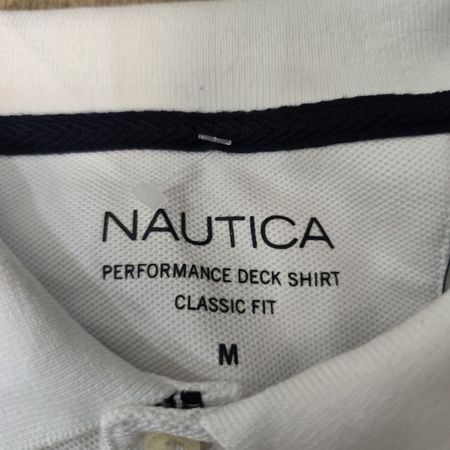 NAUTICA
PERFORMANCE DECK SHIRT
CLASSIC FIT
M